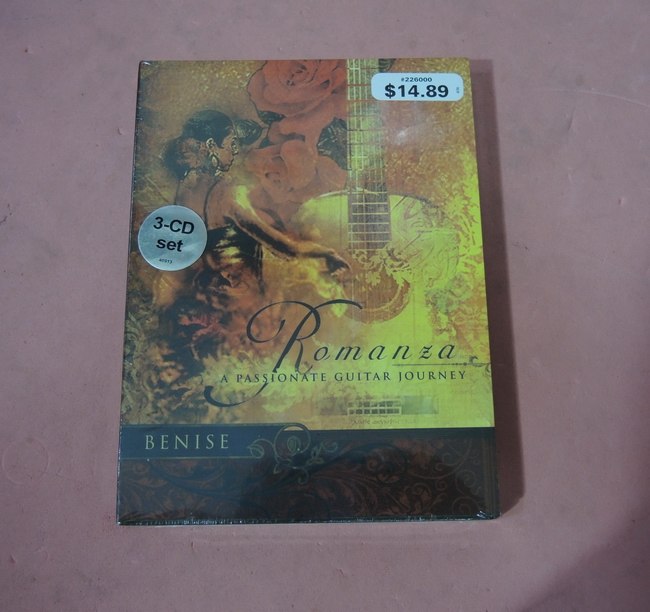 #226000
$14.89
3-CD
set
Romanza
A PASSIONATE GUITAR JOURNEY
BENISE